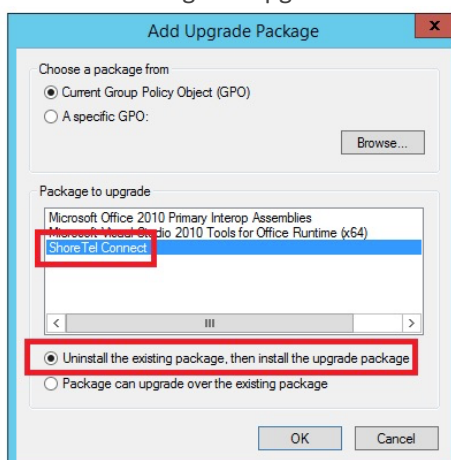 Add Upgrade Package
x
Choose a package from
Current Group Policy Object (GPO)
A specific GPO:
Browse...
Package to upgrade
Microsoft Office 2010 Primary Interop Assemblies
Microsoft Visual Studio 2010 Tools for Office Runtime (x64)
ShoreTel Connect
Uninstall the existing package, then install the upgrade package
Package can upgrade over the existing package
OK Cancel